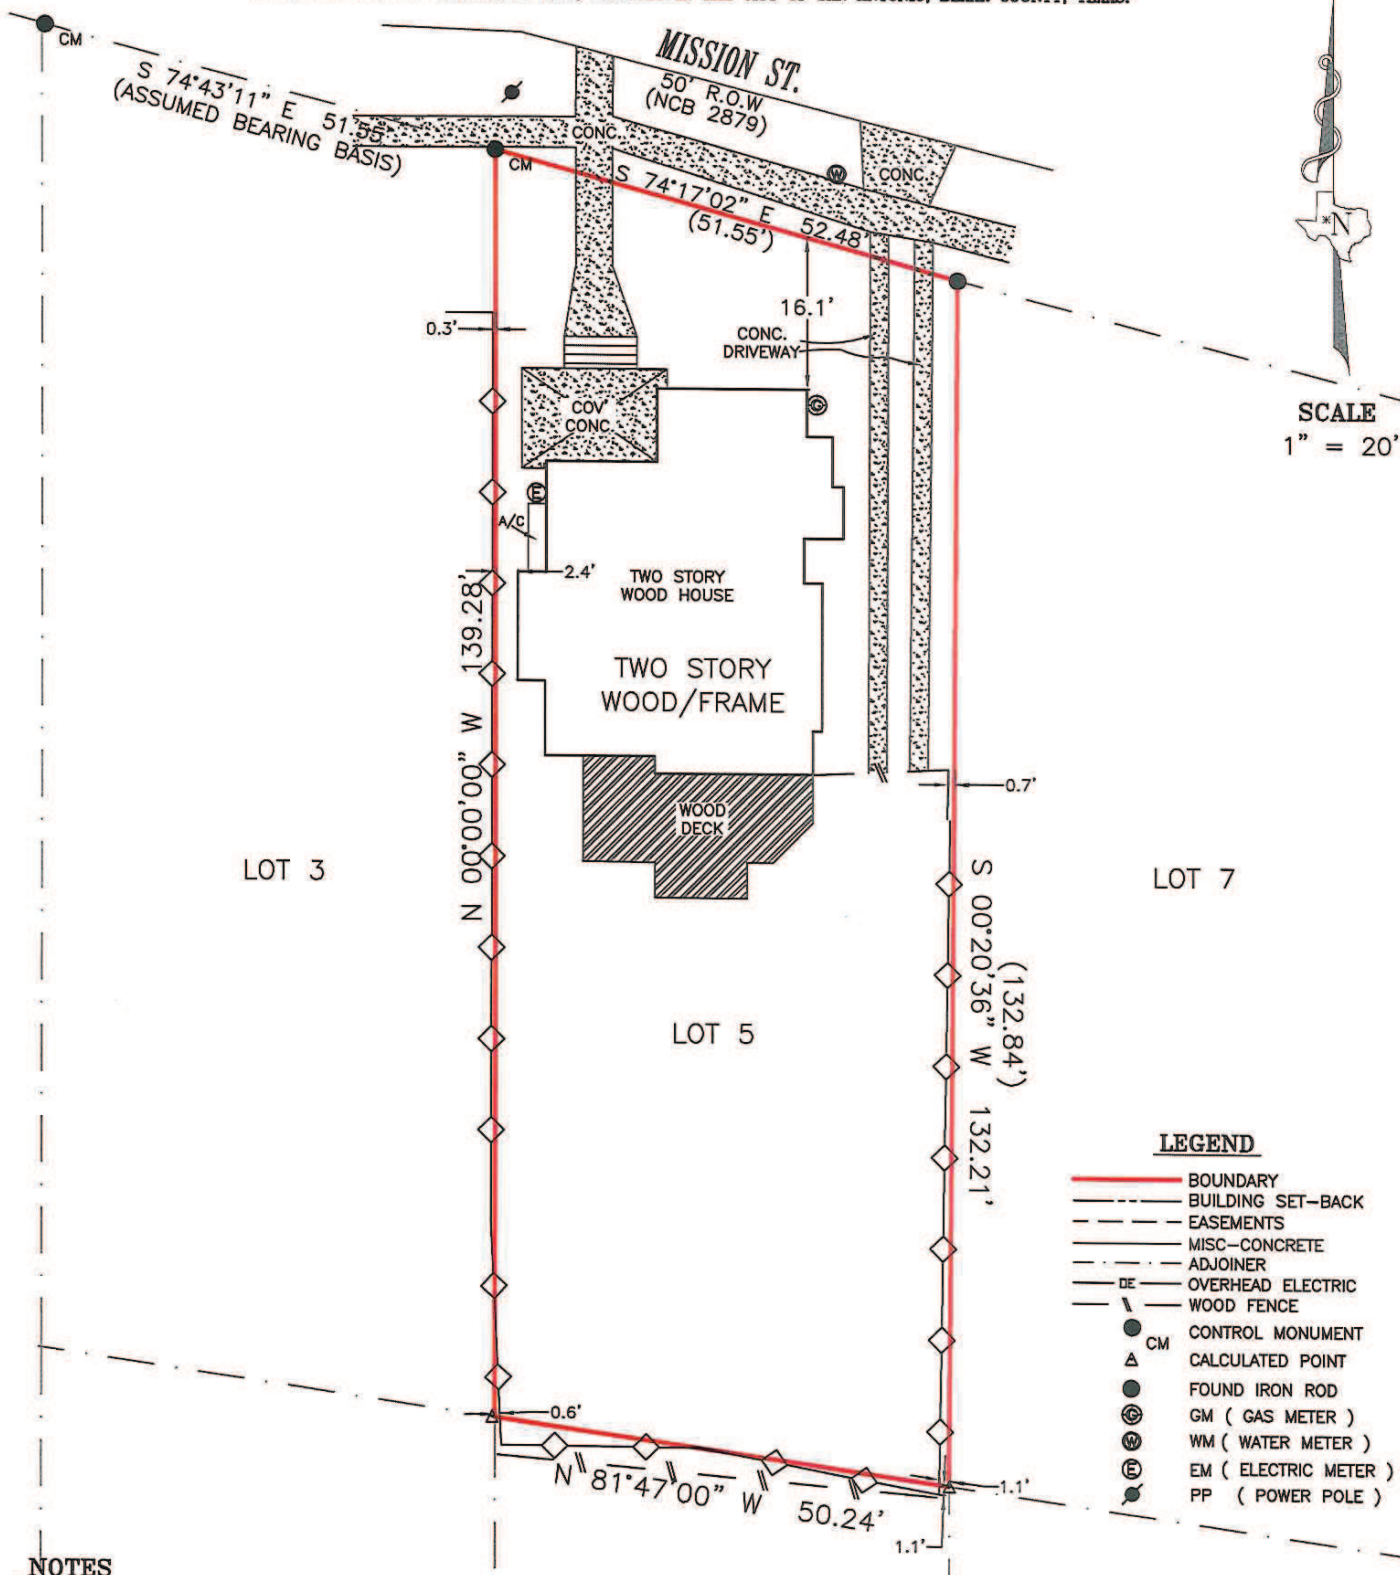 CM
S 74°43'11" E 51.55'
(ASSUMED BEARING BASIS)
MISSION ST.
50' R.O.W
(NCB 2879)
CONC.
CM
W
CONC.
S 74°17'02" E 52.48'
(51.55')
N
16.1'
0.3'
CONC.
DRIVEWAY
COV'
CONC
G
SCALE
1" = 20'
E
A/C
2.4'
TWO STORY
WOOD HOUSE
TWO STORY
WOOD/FRAME
N 00°00'00" W 139.28'
WOOD
DECK
0.7'
LOT 3
LOT 7
S 00°20'36" W 132.21'
(132.84')
LOT 5
LEGEND
BOUNDARY
BUILDING SET-BACK
EASEMENTS
MISC-CONCRETE
ADJOINER
OE OVERHEAD ELECTRIC
WOOD FENCE
CM CONTROL MONUMENT
CALCULATED POINT
FOUND IRON ROD
G GM ( GAS METER )
W WM ( WATER METER )
E EM ( ELECTRIC METER )
PP ( POWER POLE )
0.6'
N 81°47'00" W 50.24'
1.1'
1.1'
NOTES